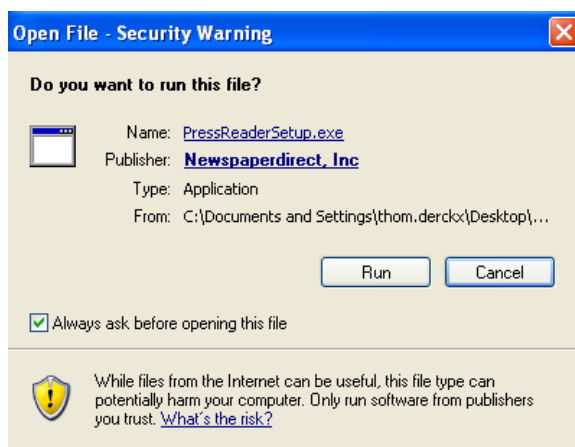 Open File - Security Warning
Do you want to run this file?
Name: PressReaderSetup.exe
Publisher: Newspaperdirect, Inc
Type: Application
From: C:\Documents and Settings\thom.derckx\Desktop\...
Run Cancel
Always ask before opening this file
While files from the Internet can be useful, this file type can
potentially harm your computer. Only run software from publishers
you trust. What's the risk?